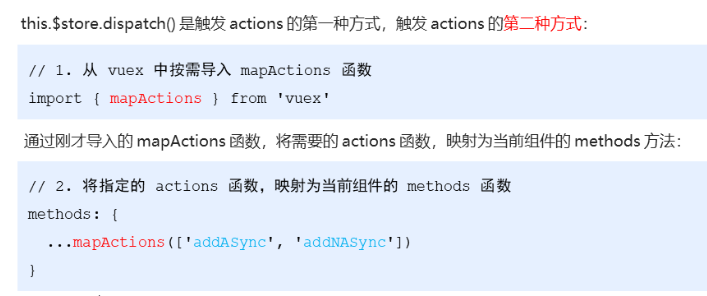 this.$store.dispatch() 是触发 actions 的第一种方式，触发 actions 的第二种方式：
// 1. 从 vuex 中按需导入 mapActions 函数
import { mapActions } from 'vuex'
通过刚才导入的 mapActions 函数，将需要的 actions 函数，映射为当前组件的 methods 方法：
// 2. 将指定的 actions 函数，映射为当前组件的 methods 函数
methods: {
...mapActions(['addASync', 'addNASync'])
}